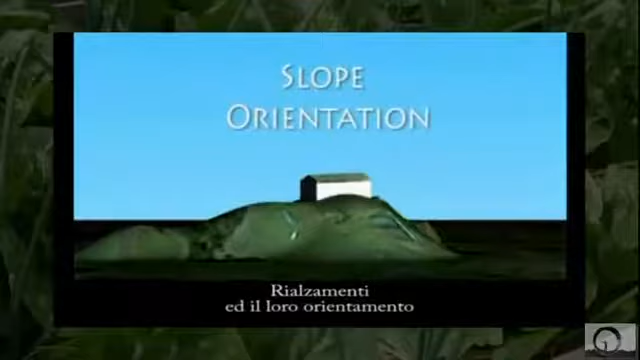 SLOPE
ORIENTATION
Rialzamenti
ed il loro orientamento